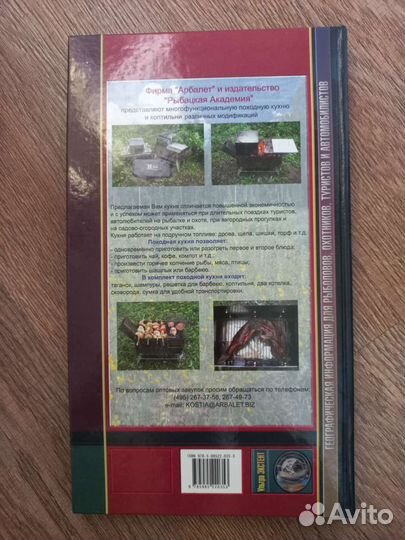 Фирма "Арбалет" и издательство
"Рыбацкая Академия"
представляют многофункциональную походную кухню
и коптильни различных модификаций
Предлагаемая Вам кухня отличается повышенной экономичностью
и с успехом может применяться при длительных поездках туристов,
автолюбителей на рыбалке и охоте, при загородных прогулках и
на садово-огородных участках.
Кухня работает на подручном топливе: дрова, щепа, шишки, торф и т.д.
Походная кухня позволяет:
- одновременно приготовить или разогреть первое и второе блюда;
- приготовить чай, кофе, компот и т.д.;
- произвести горячее копчение рыбы, мяса, птицы;
- приготовить шашлык или барбекю.
В комплект походной кухни входят:
таганок, шампуры, решетка для барбекю, коптильня, два котелка,
сковорода, сумка для удобной транспортировки.
По вопросам оптовых закупок просим обращаться по телефонам:
(495) 267-37-58, 267-49-73
e-mail: KOSTIA@ARBALET.BIZ
Ультра ЭКСТЕНТ
ГЕОГРАФИЧЕСКАЯ ИНФОРМАЦИЯ ДЛЯ РЫБОЛОВОВ, ОХОТНИКОВ, ТУРИСТОВ И АВТОМОБИЛИСТОВ
Avito